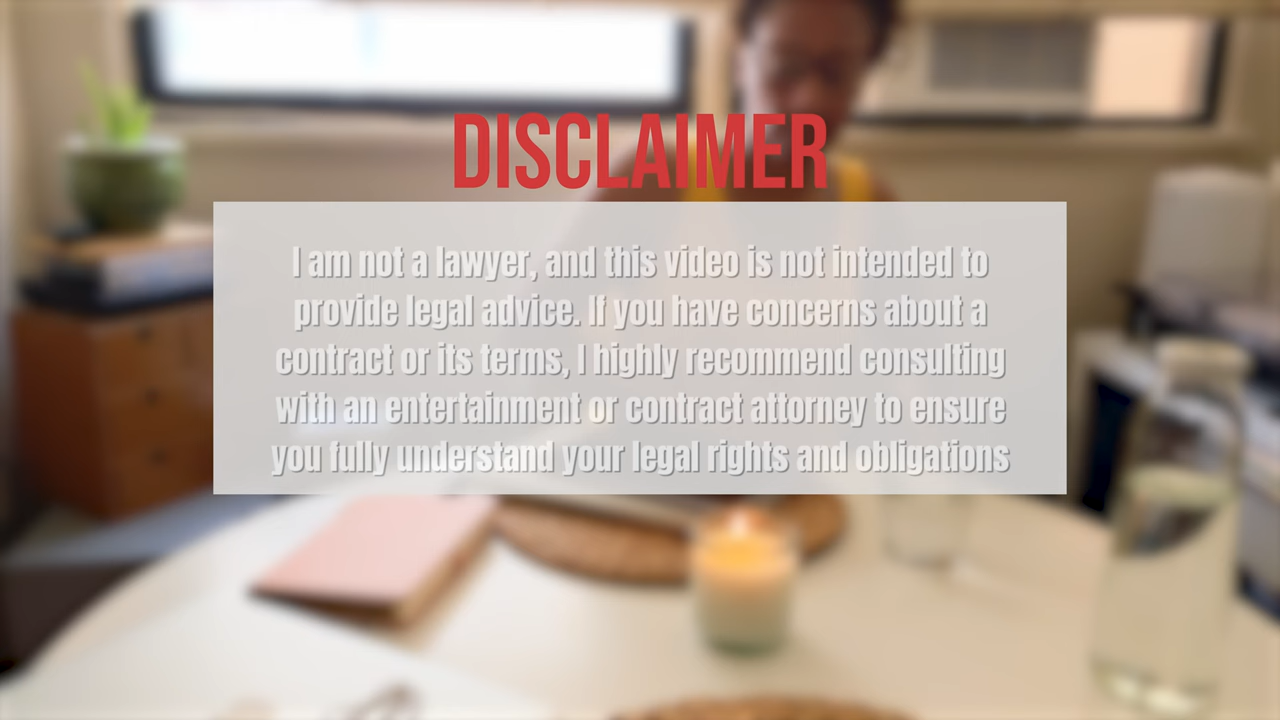 DISCLAIMER
I am not a lawyer, and this video is not intended to
provide legal advice. If you have concerns about a
contract or its terms, I highly recommend consulting
with an entertainment or contract attorney to ensure
you fully understand your legal rights and obligations